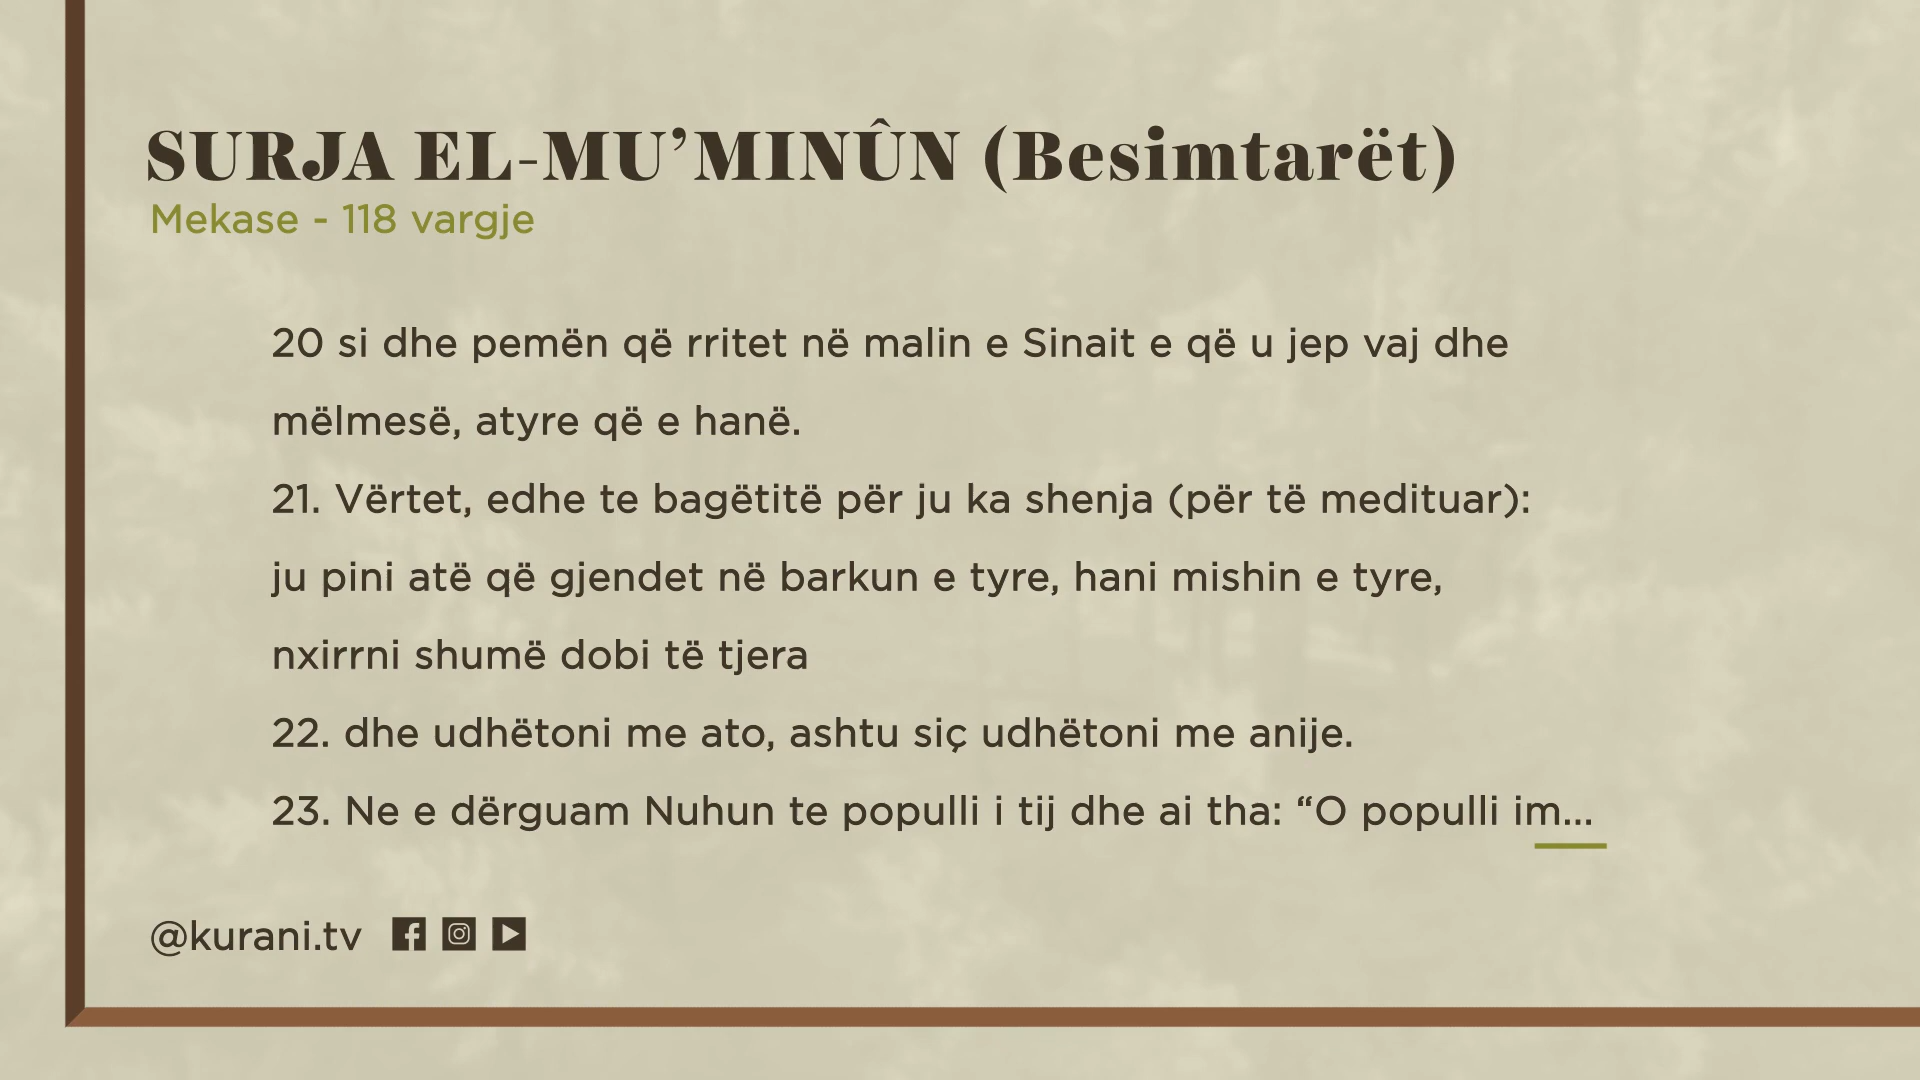 SURJA EL-MU’MINÛN (Besimtarët)
Mekase - 118 vargje
20 si dhe pemën që rritet në malin e Sinait e që u jep vaj dhe
mëlmesë, atyre që e hanë.
21. Vërtet, edhe te bagëtitë për ju ka shenja (për të medituar):
ju pini atë që gjendet në barkun e tyre, hani mishin e tyre,
nxirrni shumë dobi të tjera
22. dhe udhëtoni me ato, ashtu siç udhëtoni me anije.
23. Ne e dërguam Nuhun te populli i tij dhe ai tha: “O populli im...
@kurani.tv